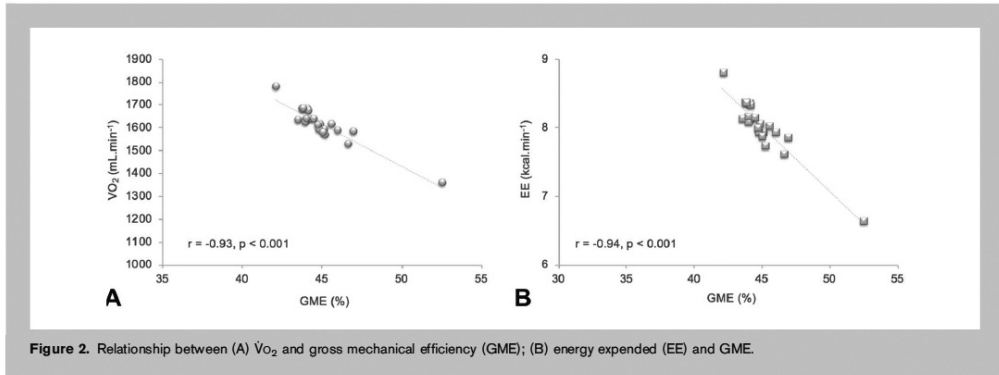 1900
1800
1700
1600
1500
1400
1300
1200
1100
1000
VO₂ (mL.min⁻¹)
r = -0.93, p < 0.001
35 40 45 50 55
A
GME (%)
9
8
7
6
EE (kcal.min⁻¹)
r = -0.94, p < 0.001
30 35 40 45 50 55
B
GME (%)
Figure 2. Relationship between (A) V̇O₂ and gross mechanical efficiency (GME); (B) energy expended (EE) and GME.